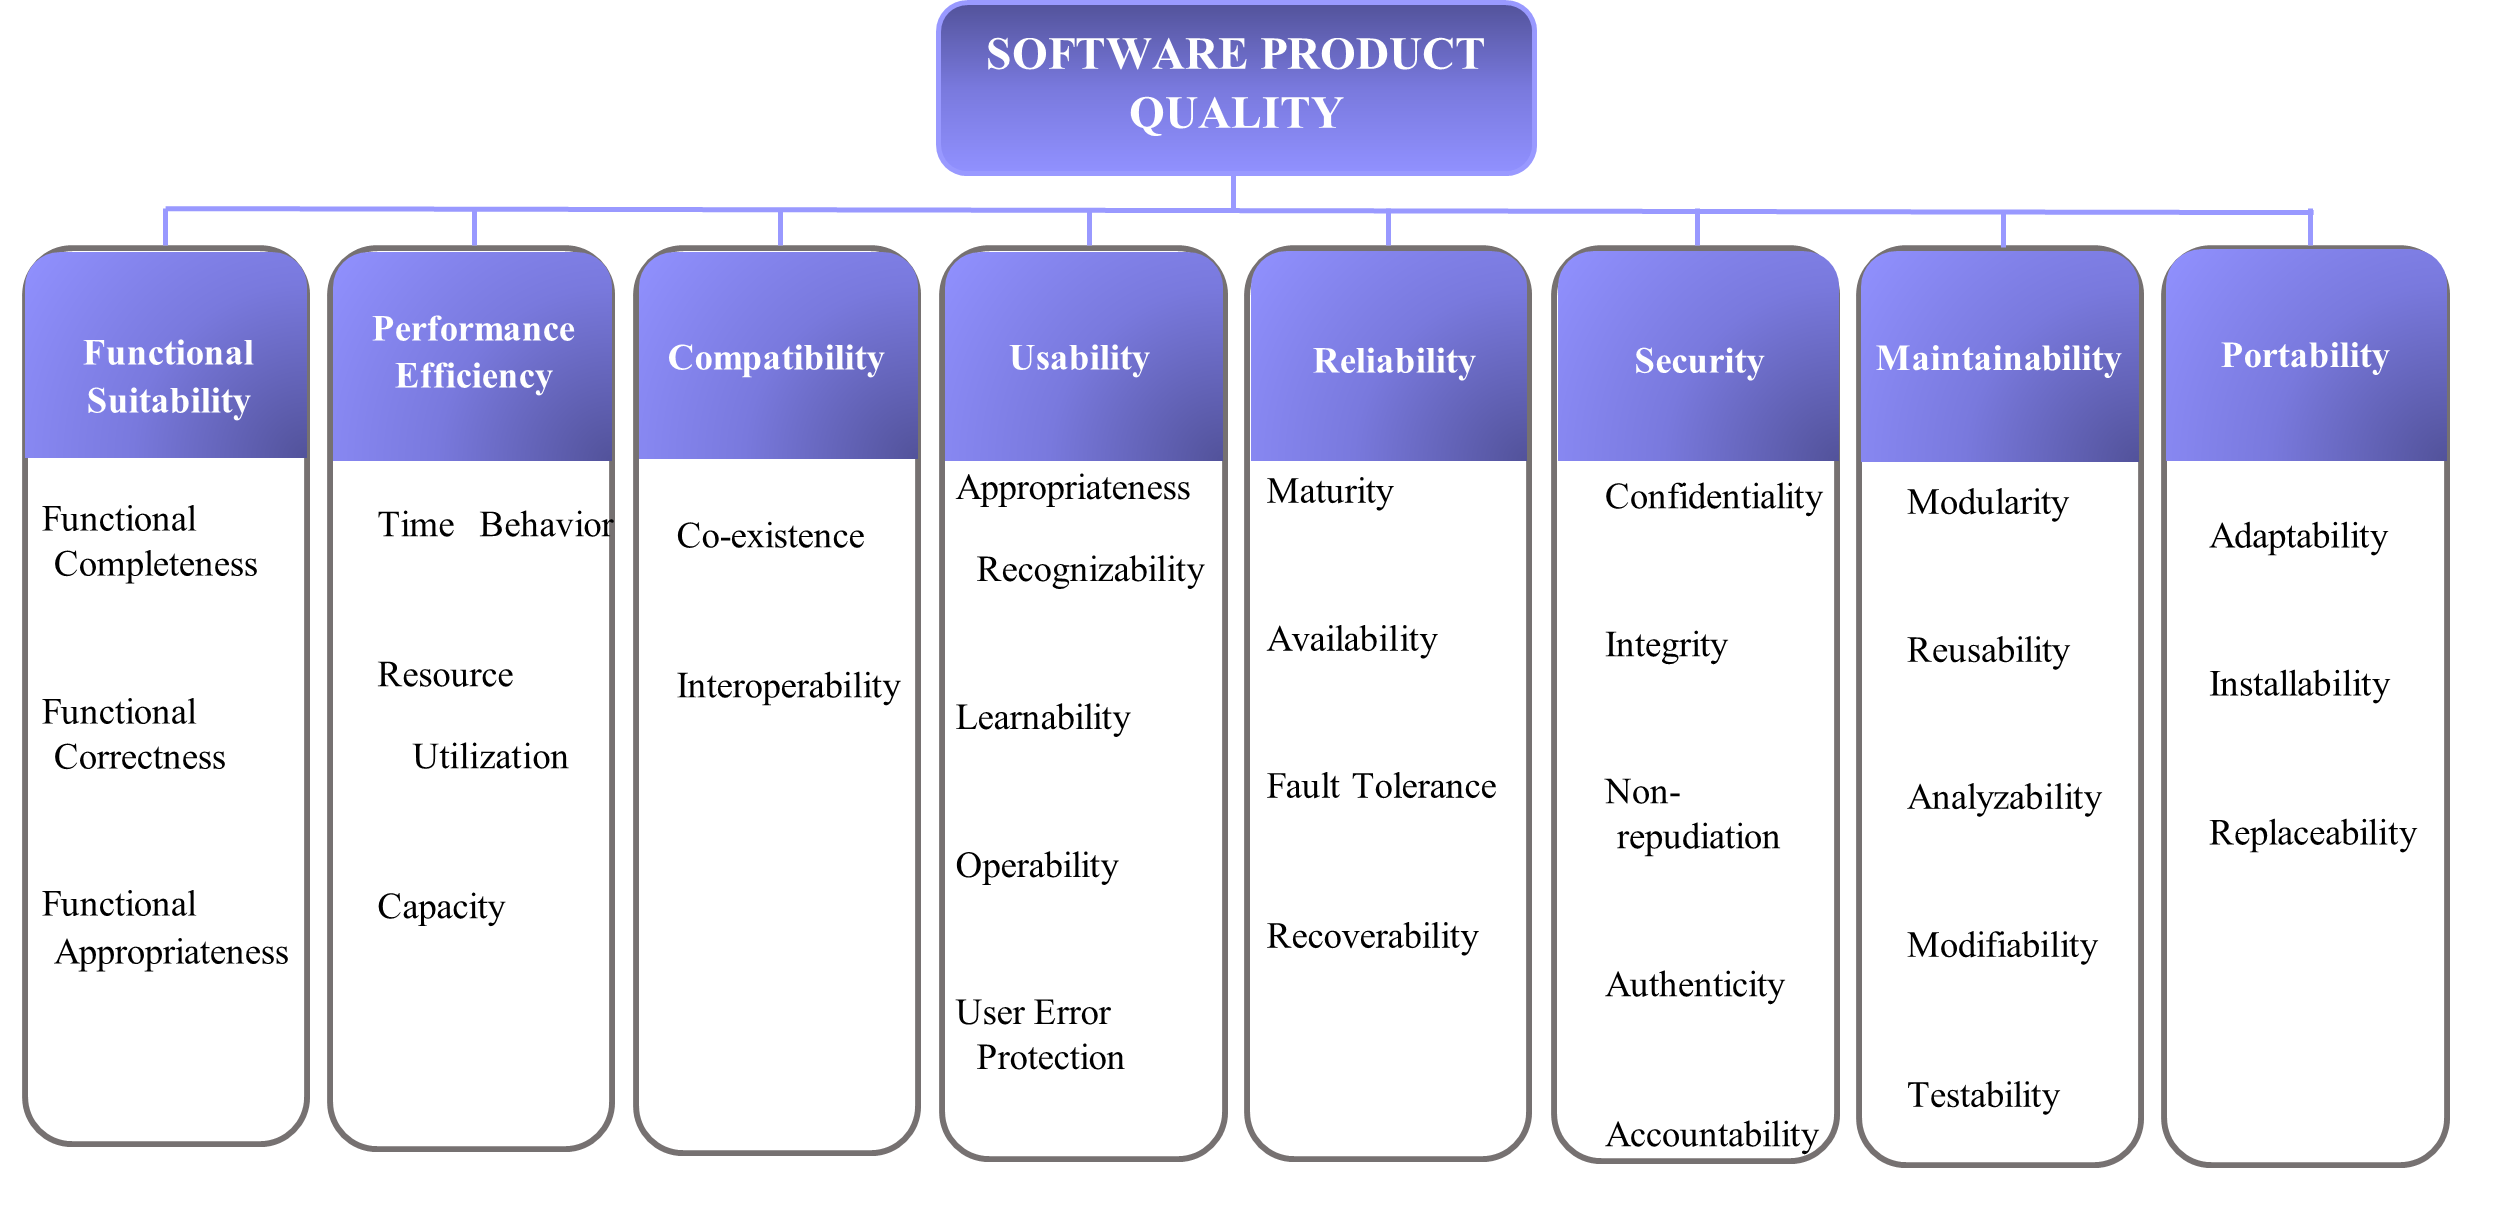 SOFTWARE PRODUCT
QUALITY
Functional
Suitability
Functional
Completeness
Functional
Correctness
Functional
Appropriateness
Performance
Efficiency
Time Behavior
Resource
Utilization
Capacity
Compatibility
Co-existence
Interoperability
Usability
Appropriateness
Recognizability
Learnability
Operability
User Error
Protection
Reliability
Maturity
Availability
Fault Tolerance
Recoverability
Security
Confidentiality
Integrity
Non-
repudiation
Authenticity
Accountability
Maintainability
Modularity
Reusability
Analyzability
Modifiability
Testability
Portability
Adaptability
Installability
Replaceability